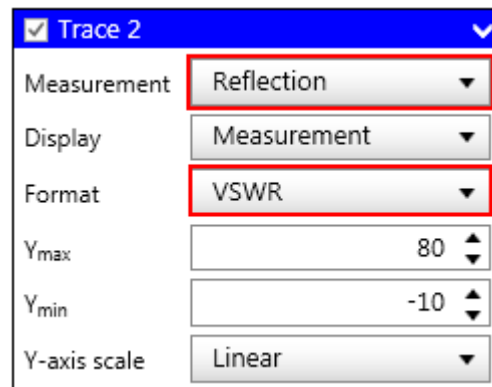 Trace 2
Measurement Reflection
Display Measurement
Format VSWR
Ymax 80
Ymin -10
Y-axis scale Linear